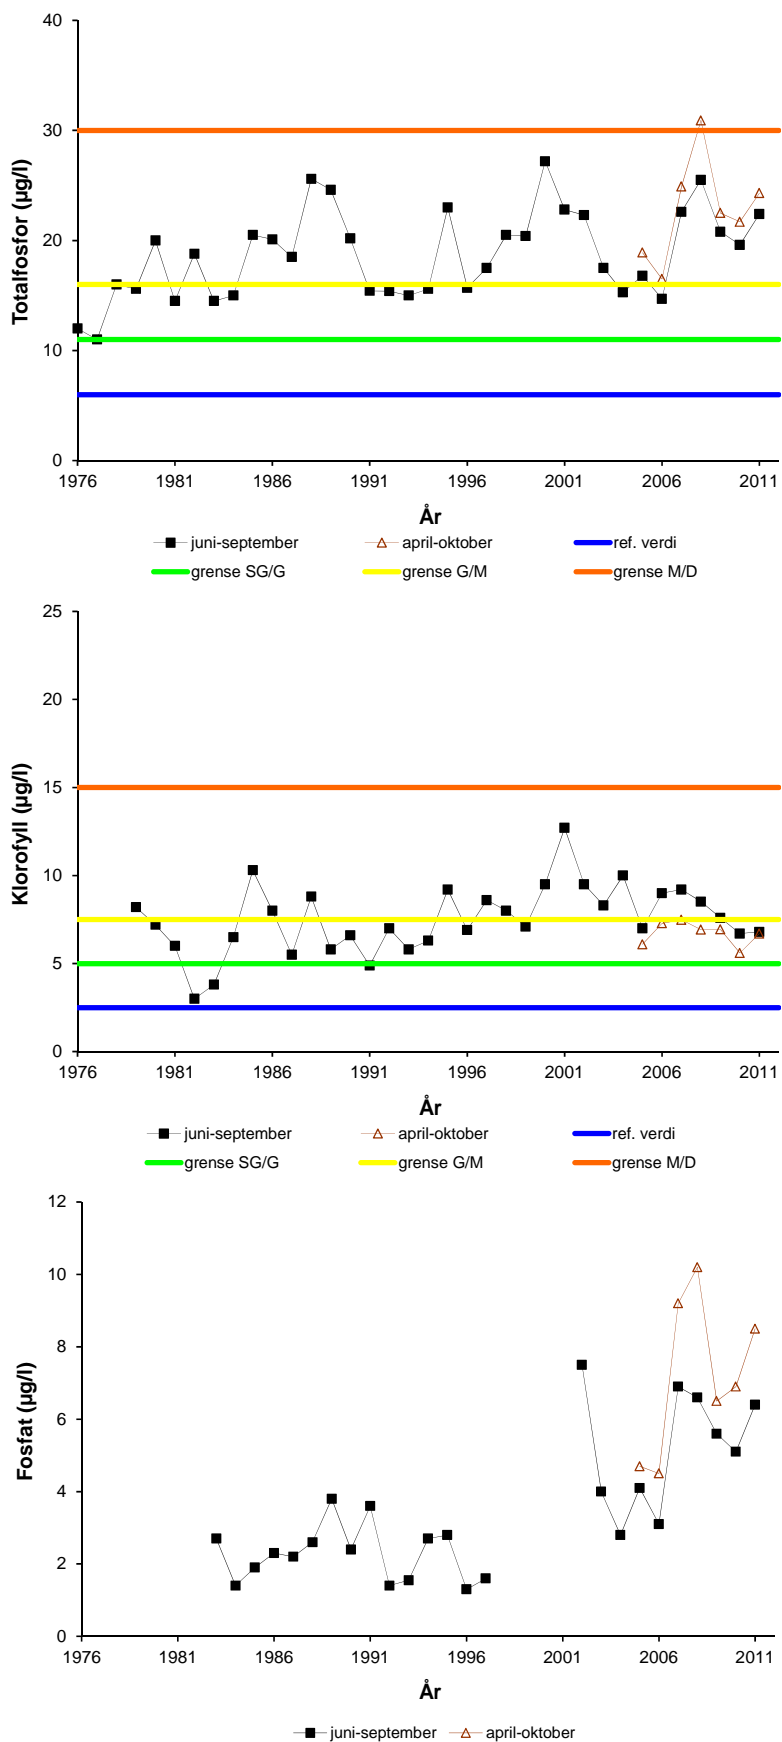 40
30
20
10
0
Totalfosfor (µg/l)
1976 1981 1986 1991 1996 2001 2006 2011
År
juni-september april-oktober ref. verdi
grense SG/G grense G/M grense M/D
25
20
15
10
5
0
Klorofyll (µg/l)
1976 1981 1986 1991 1996 2001 2006 2011
År
juni-september april-oktober ref. verdi
grense SG/G grense G/M grense M/D
12
10
8
6
4
2
0
Fosfat (µg/l)
1976 1981 1986 1991 1996 2001 2006 2011
År
juni-september april-oktober